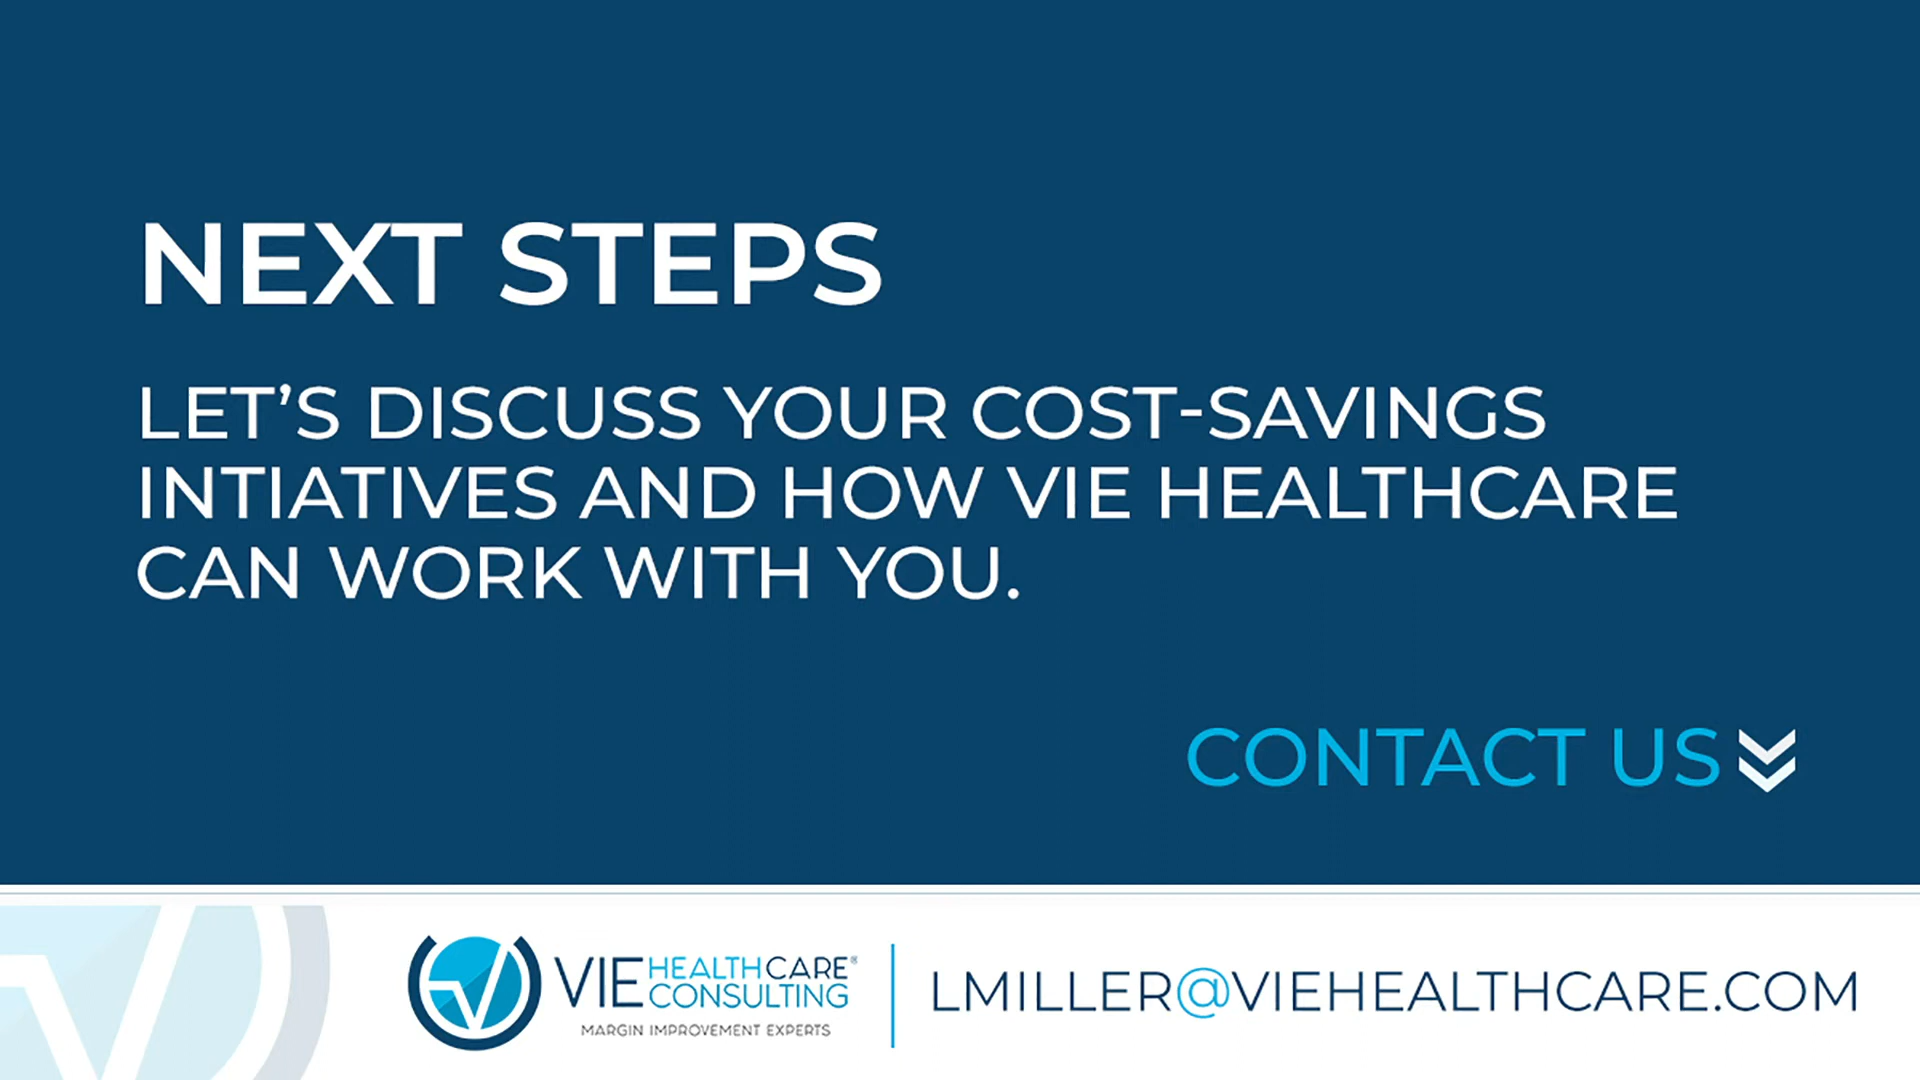 NEXT STEPS
LET’S DISCUSS YOUR COST-SAVINGS
INTIATIVES AND HOW VIE HEALTHCARE
CAN WORK WITH YOU.
CONTACT US
VIE HEALTHCARE®
CONSULTING
MARGIN IMPROVEMENT EXPERTS
LMILLER@VIEHEALTHCARE.COM